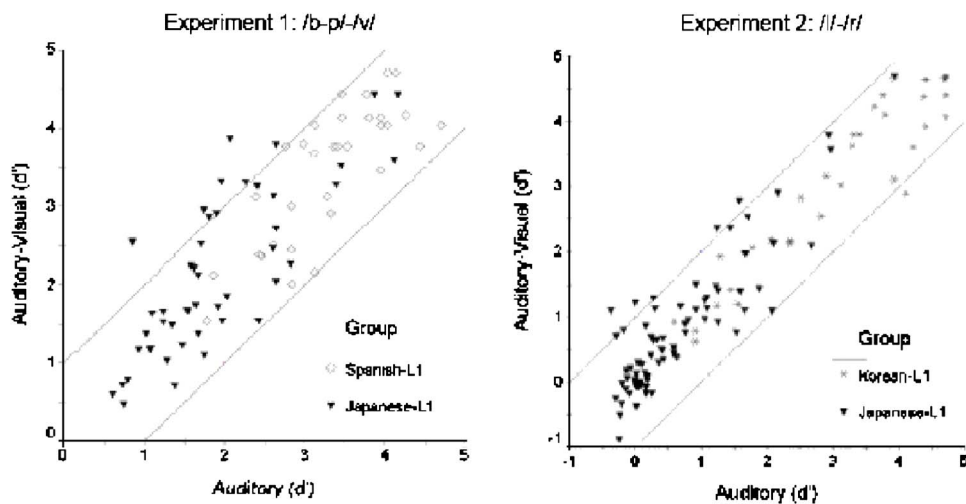 Experiment 1: /b-p/-/v/
5
4
3
2
1
0
Auditory-Visual (d')
0 1 2 3 4 5
Auditory (d')
Group
Spanish-L1
Japanese-L1
Experiment 2: /l/-/r/
5
4
3
2
1
0
-1
Auditory-Visual (d')
-1 0 1 2 3 4 5
Auditory (d')
Group
Korean-L1
Japanese-L1